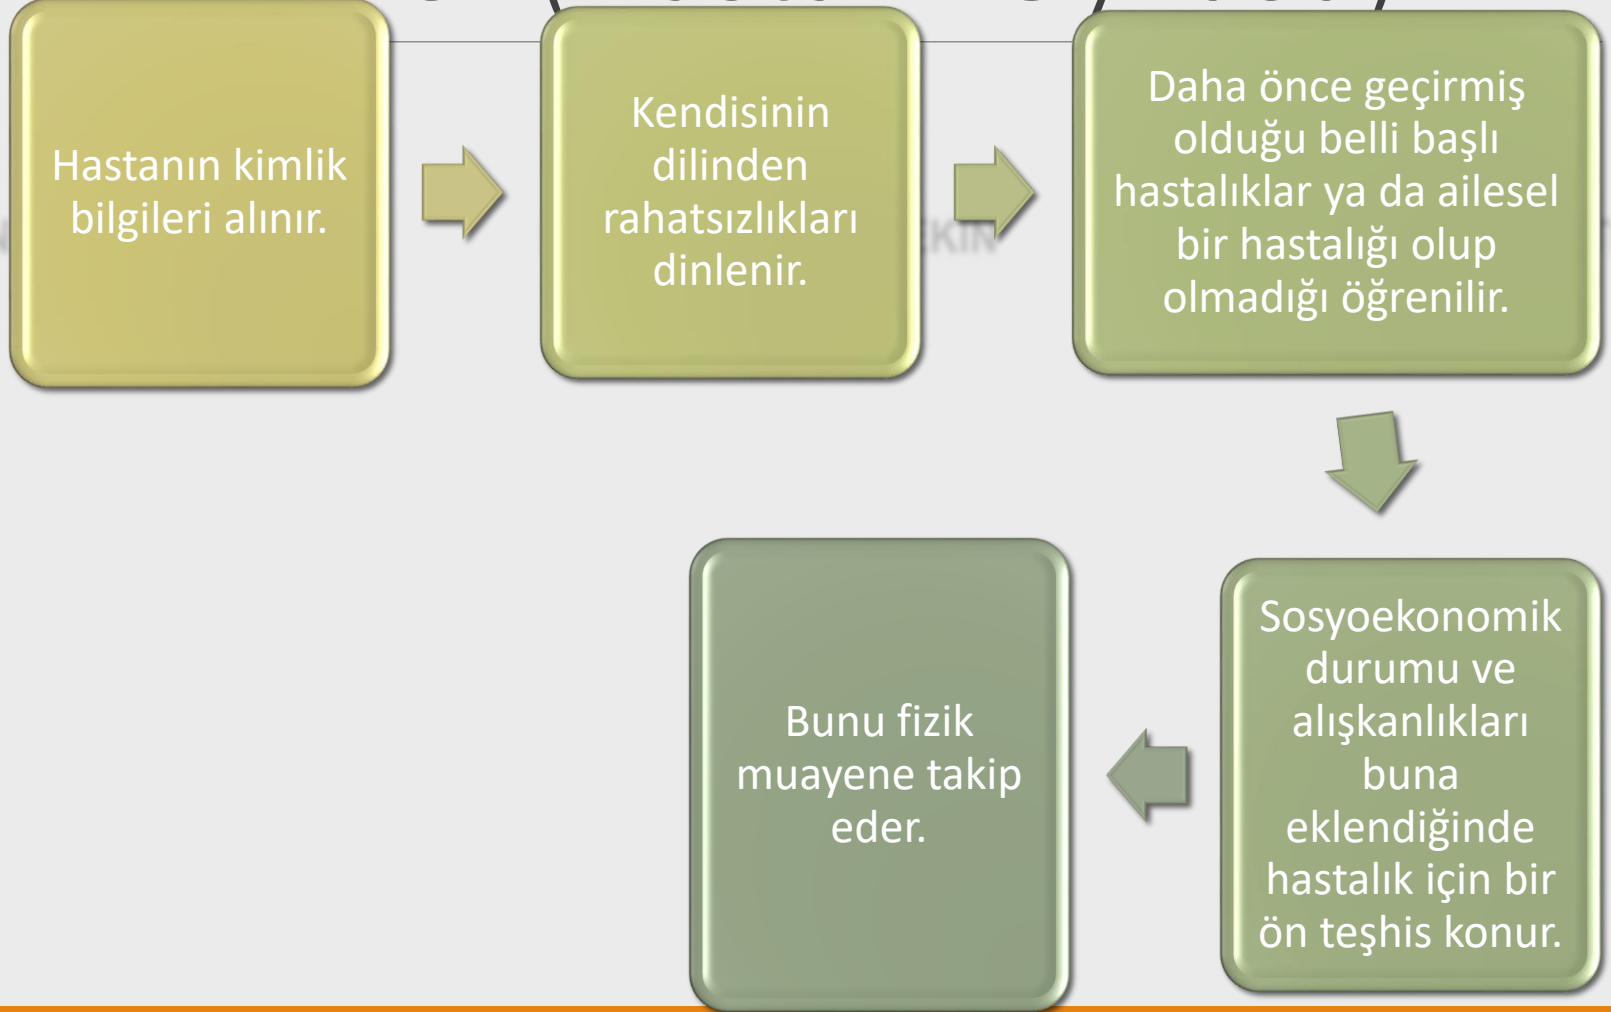 Hastanın kimlik
bilgileri alınır.
Kendisinin
dilinden
rahatsızlıkları
dinlenir.
Daha önce geçirmiş
olduğu belli başlı
hastalıklar ya da ailesel
bir hastalığı olup
olmadığı öğrenilir.
Sosyoekonomik
durumu ve
alışkanlıkları
buna
eklendiğinde
hastalık için bir
ön teşhis konur.
Bunu fizik
muayene takip
eder.